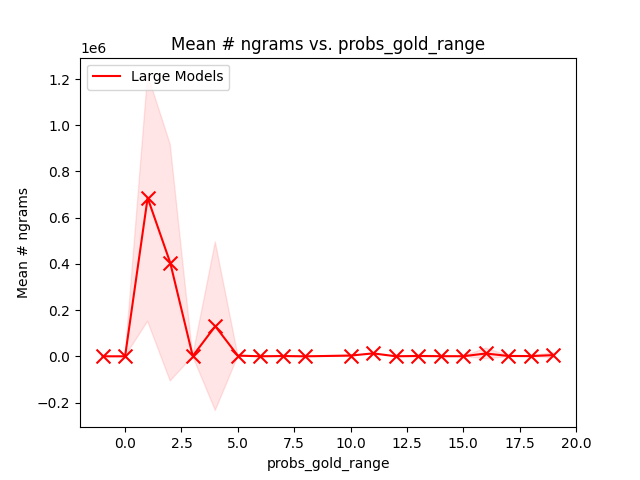 Mean # ngrams vs. probs_gold_range
1e6
Large Models
1.2
1.0
0.8
0.6
0.4
0.2
0.0
−0.2
Mean # ngrams
0.0 2.5 5.0 7.5 10.0 12.5 15.0 17.5 20.0
probs_gold_range